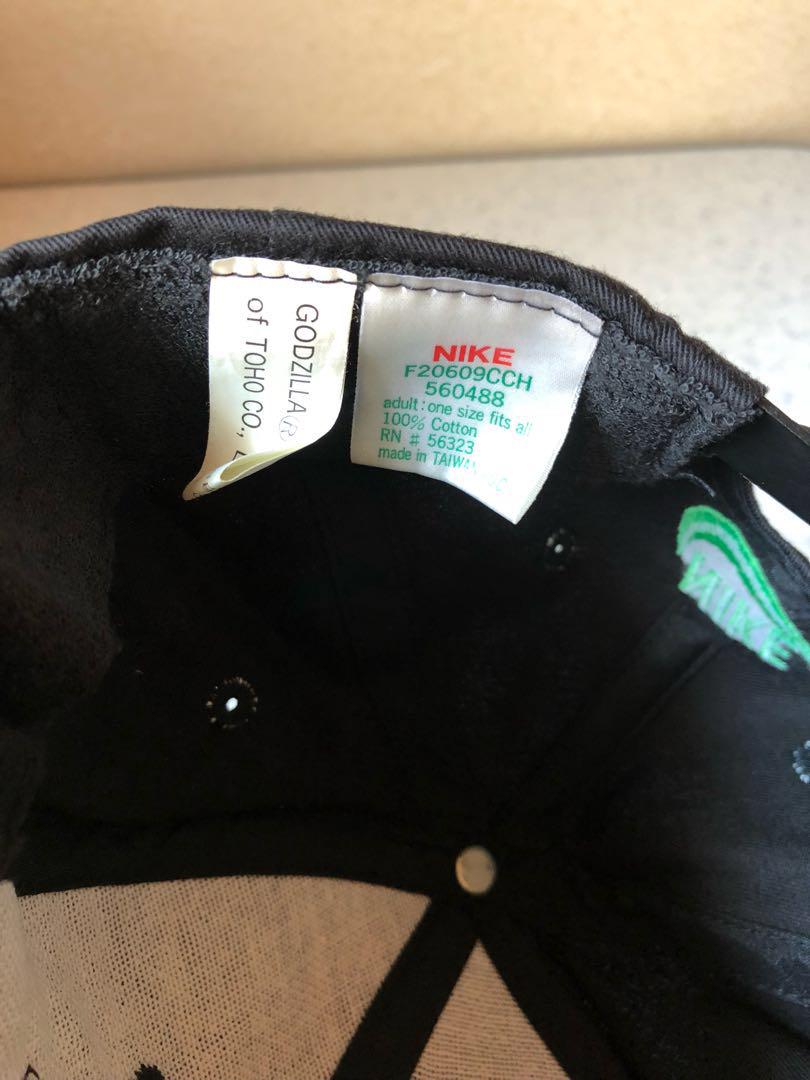 GODZILLA®
of TOHO CO.,
NIKE
F20609CCH
560488
adult : one size fits all
100% Cotton
RN # 56323
made in
NIKE